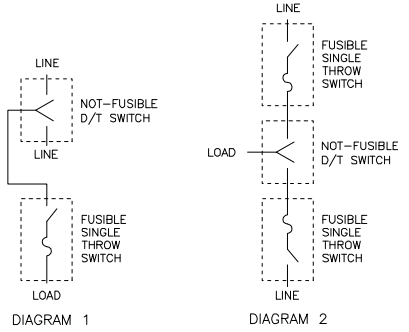 LINE
NOT-FUSIBLE
D/T SWITCH
LINE
FUSIBLE
SINGLE
THROW
SWITCH
LOAD
DIAGRAM 1
LINE
FUSIBLE
SINGLE
THROW
SWITCH
LOAD
NOT-FUSIBLE
D/T SWITCH
FUSIBLE
SINGLE
THROW
SWITCH
LINE
DIAGRAM 2